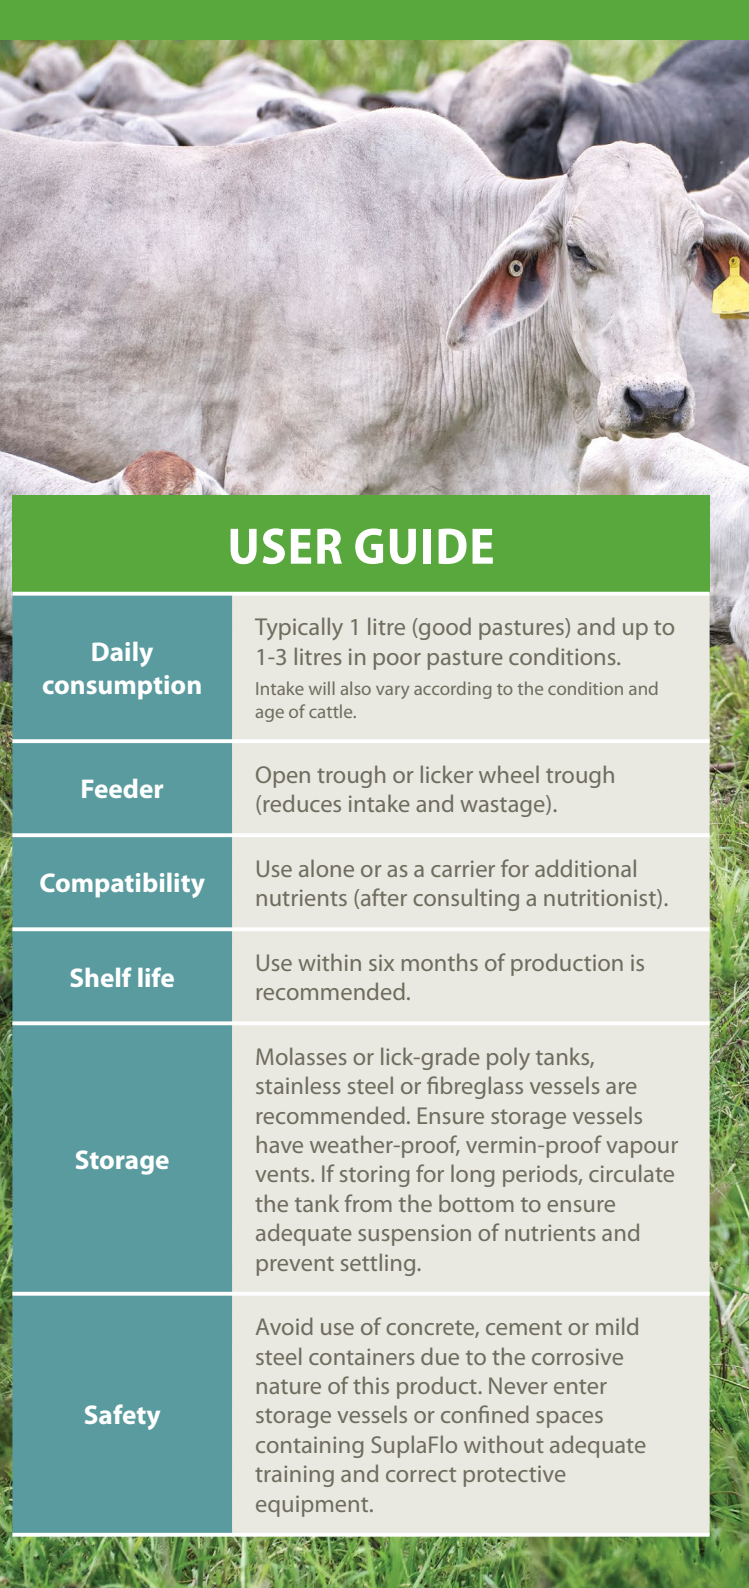 USER GUIDE
Daily
consumption
Typically 1 litre (good pastures) and up to
1-3 litres in poor pasture conditions.
Intake will also vary according to the condition and
age of cattle.
Feeder
Open trough or licker wheel trough
(reduces intake and wastage).
Compatibility
Use alone or as a carrier for additional
nutrients (after consulting a nutritionist).
Shelf life
Use within six months of production is
recommended.
Storage
Molasses or lick-grade poly tanks,
stainless steel or fibreglass vessels are
recommended. Ensure storage vessels
have weather-proof, vermin-proof vapour
vents. If storing for long periods, circulate
the tank from the bottom to ensure
adequate suspension of nutrients and
prevent settling.
Safety
Avoid use of concrete, cement or mild
steel containers due to the corrosive
nature of this product. Never enter
storage vessels or confined spaces
containing SuplaFlo without adequate
training and correct protective
equipment.